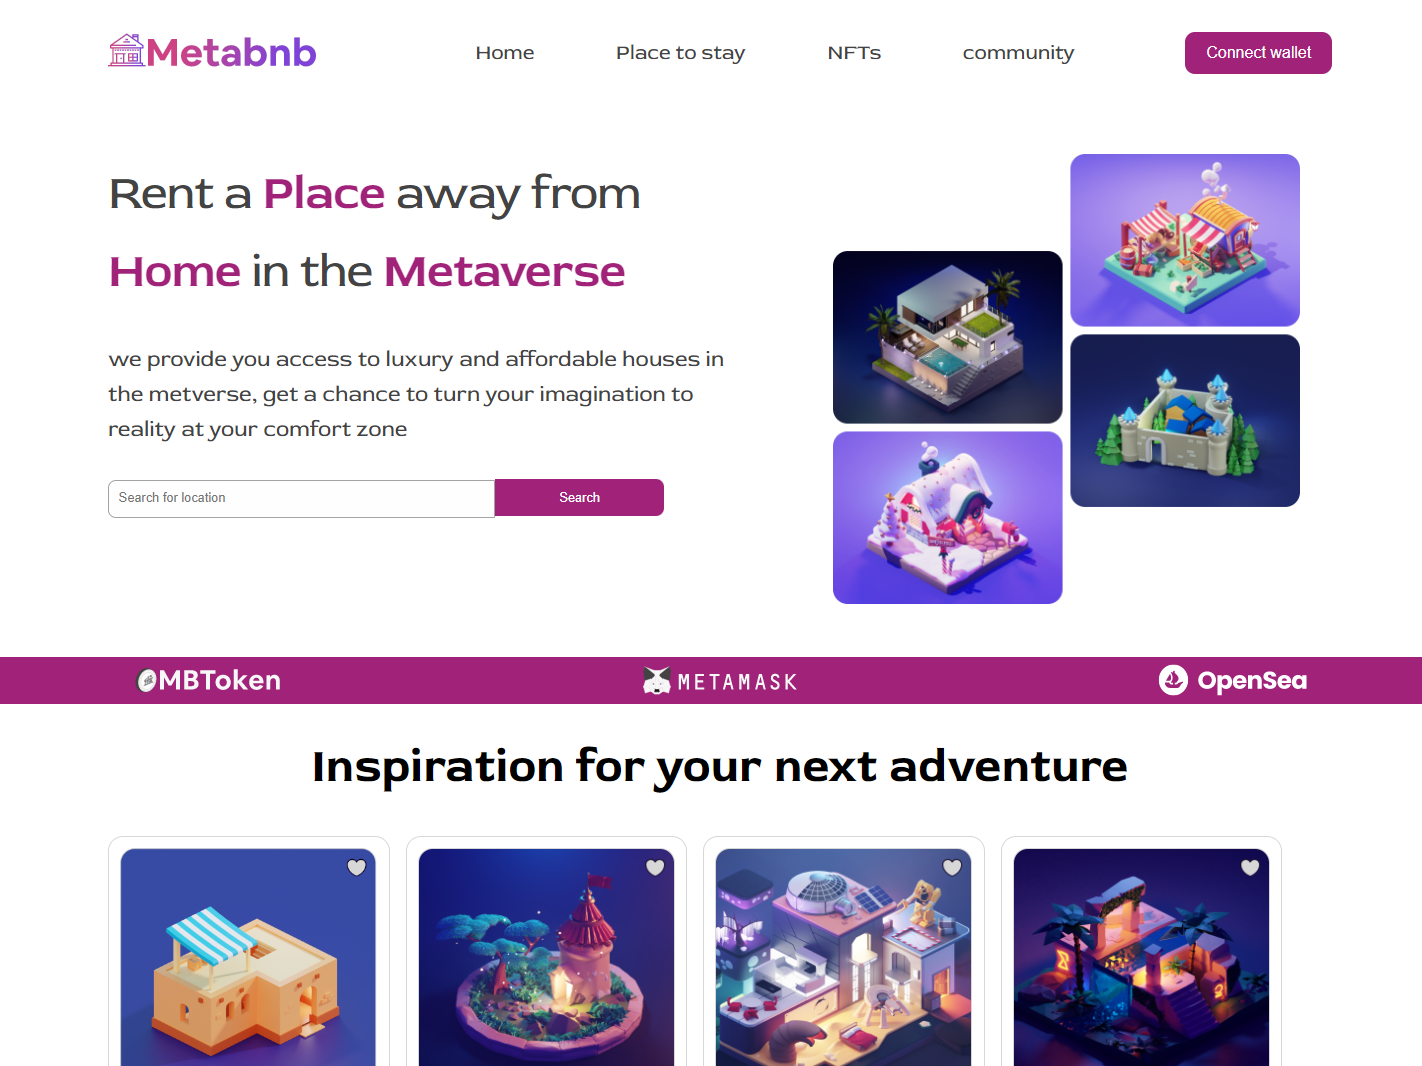 Metabnb
Home
Place to stay
NFTs
community
Connect wallet
Rent a Place away from
Home in the Metaverse
we provide you access to luxury and affordable houses in
the metverse, get a chance to turn your imagination to
reality at your comfort zone
Search for location
Search
MBToken
METAMASK
OpenSea
Inspiration for your next adventure